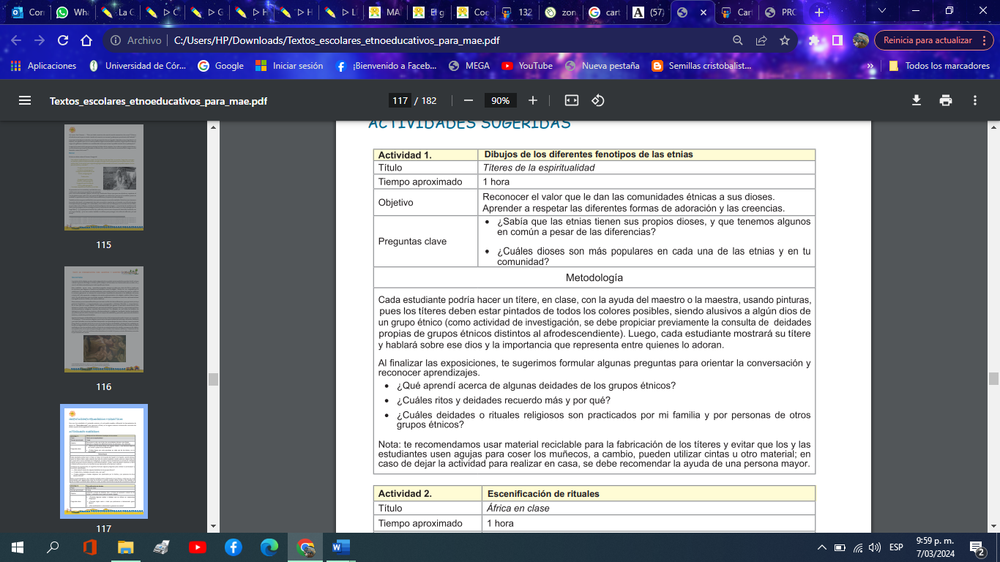 Con
Wha
La G
C
G
H
H
Li
MA
El g
Coc
132
zon
cart
(57)
Cart
PRC
Archivo
C:/Users/HP/Downloads/Textos_escolares_etnoeducativos_para_mae.pdf
Reinicia para actualizar
Aplicaciones
Universidad de Cór...
Google
Iniciar sesión
¡Bienvenido a Faceb...
MEGA
YouTube
Nueva pestaña
Semillas cristobalist...
»
Todos los marcadores
Textos_escolares_etnoeducativos_para_mae.pdf
117 / 182
90%
115
116
117
ACTIVIDADES SUGERIDAS
Actividad 1. Dibujos de los diferentes fenotipos de las etnias
Título Títeres de la espiritualidad
Tiempo aproximado 1 hora
Objetivo
Reconocer el valor que le dan las comunidades étnicas a sus dioses.
Aprender a respetar las diferentes formas de adoración y las creencias.
Preguntas clave
• ¿Sabía que las etnias tienen sus propios dioses, y que tenemos algunos
en común a pesar de las diferencias?
• ¿Cuáles dioses son más populares en cada una de las etnias y en tu
comunidad?
Metodología
Cada estudiante podría hacer un títere, en clase, con la ayuda del maestro o la maestra, usando pinturas,
pues los títeres deben estar pintados de todos los colores posibles, siendo alusivos a algún dios de
un grupo étnico (como actividad de investigación, se debe propiciar previamente la consulta de deidades
propias de grupos étnicos distintos al afrodescendiente). Luego, cada estudiante mostrará su títere
y hablará sobre ese dios y la importancia que representa entre quienes lo adoran.
Al finalizar las exposiciones, te sugerimos formular algunas preguntas para orientar la conversación y
reconocer aprendizajes.
• ¿Qué aprendí acerca de algunas deidades de los grupos étnicos?
• ¿Cuáles ritos y deidades recuerdo más y por qué?
• ¿Cuáles deidades o rituales religiosos son practicados por mi familia y por personas de otros
grupos étnicos?
Nota: te recomendamos usar material reciclable para la fabricación de los títeres y evitar que los y las
estudiantes usen agujas para coser los muñecos; en cambio, pueden utilizar cintas u otro material; en
caso de dejar la actividad para realizar en casa, se debe recomendar la ayuda de una persona mayor.
Actividad 2. Escenificación de rituales
Título África en clase
Tiempo aproximado 1 hora
ESP
9:59 p. m.
7/03/2024
2